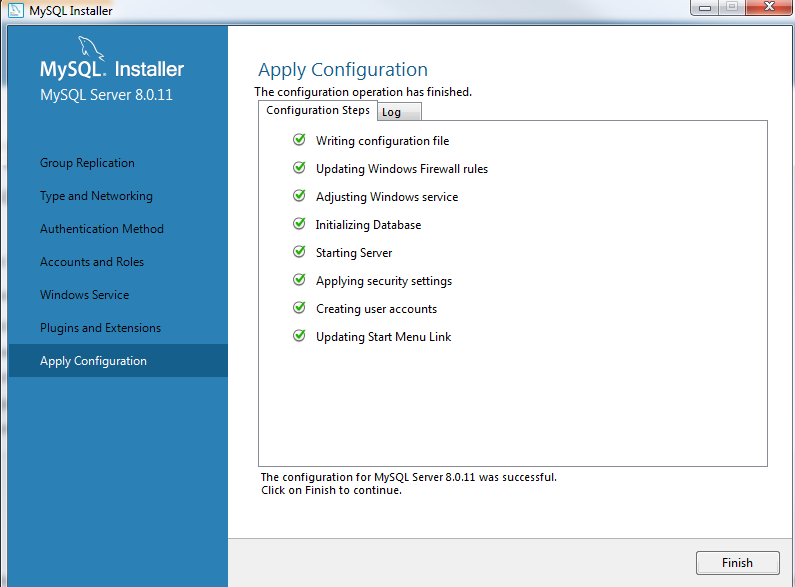 MySQL Installer
MySQL. Installer
MySQL Server 8.0.11
Group Replication
Type and Networking
Authentication Method
Accounts and Roles
Windows Service
Plugins and Extensions
Apply Configuration
Apply Configuration
The configuration operation has finished.
Configuration Steps Log
Writing configuration file
Updating Windows Firewall rules
Adjusting Windows service
Initializing Database
Starting Server
Applying security settings
Creating user accounts
Updating Start Menu Link
The configuration for MySQL Server 8.0.11 was successful.
Click on Finish to continue.
Finish